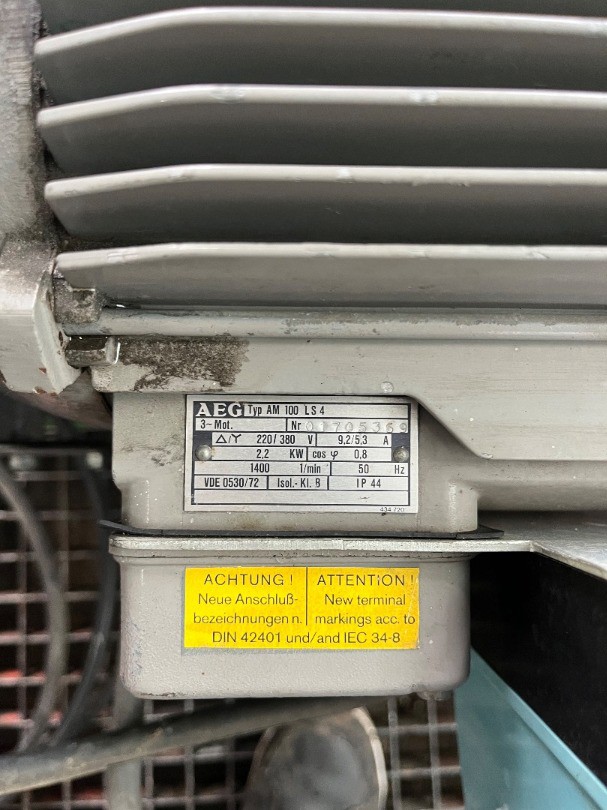 AEG Typ AM 100 LS4
3~Mot. Nr
Δ/Y 220/380 V 9,2/5,3 A
2,2 KW cos φ 0,8
1400 1/min 50 Hz
VDE 0530/72 Isol.-Kl. B IP 44
434 720
ACHTUNG! ATTENTION!
Neue Anschluß- New terminal
bezeichnungen n. markings acc. to
DIN 42401 und/and IEC 34-8